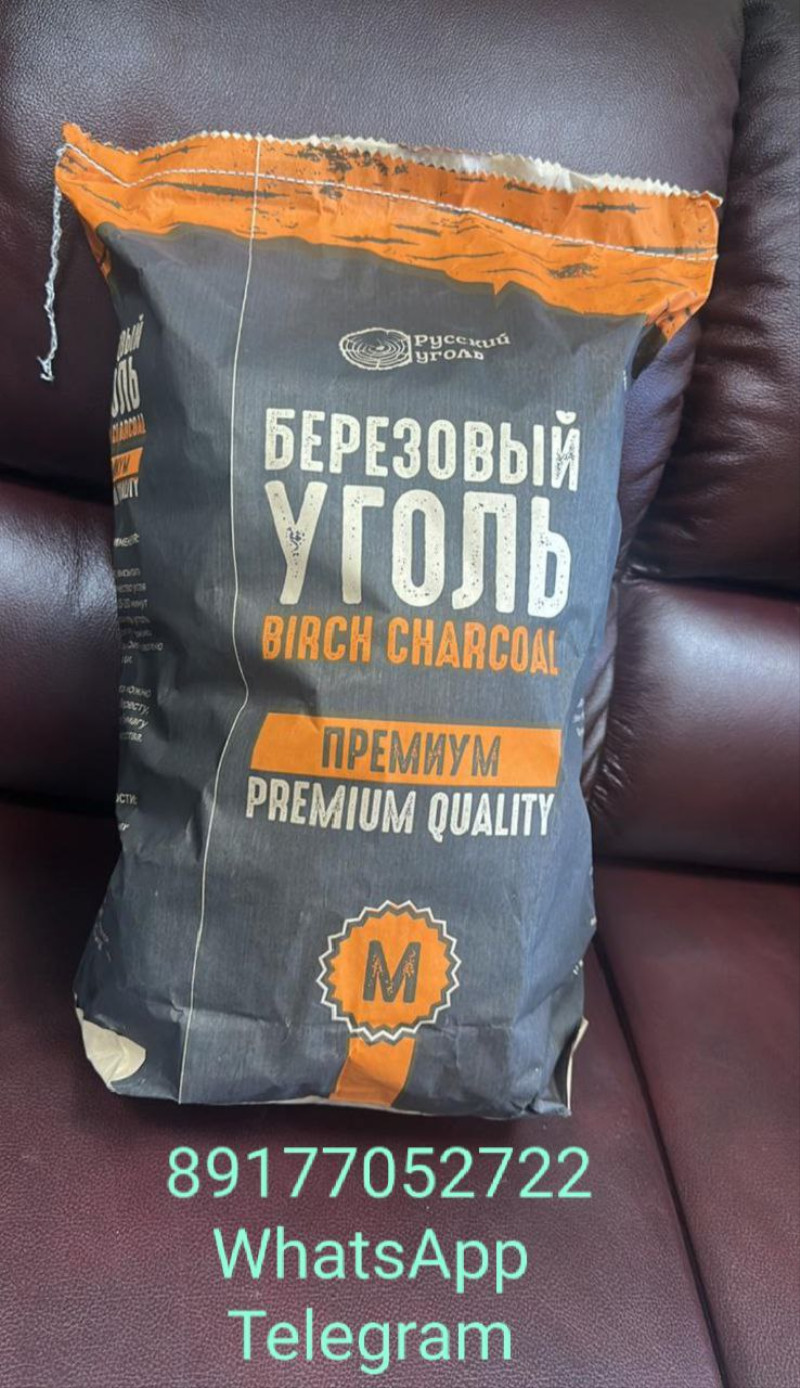 Русский
уголь
БЕРЕЗОВЫЙ
УГОЛЬ
BIRCH CHARCOAL
ПРЕМИУМ
PREMIUM QUALITY
M
89177052722
WhatsApp
Telegram